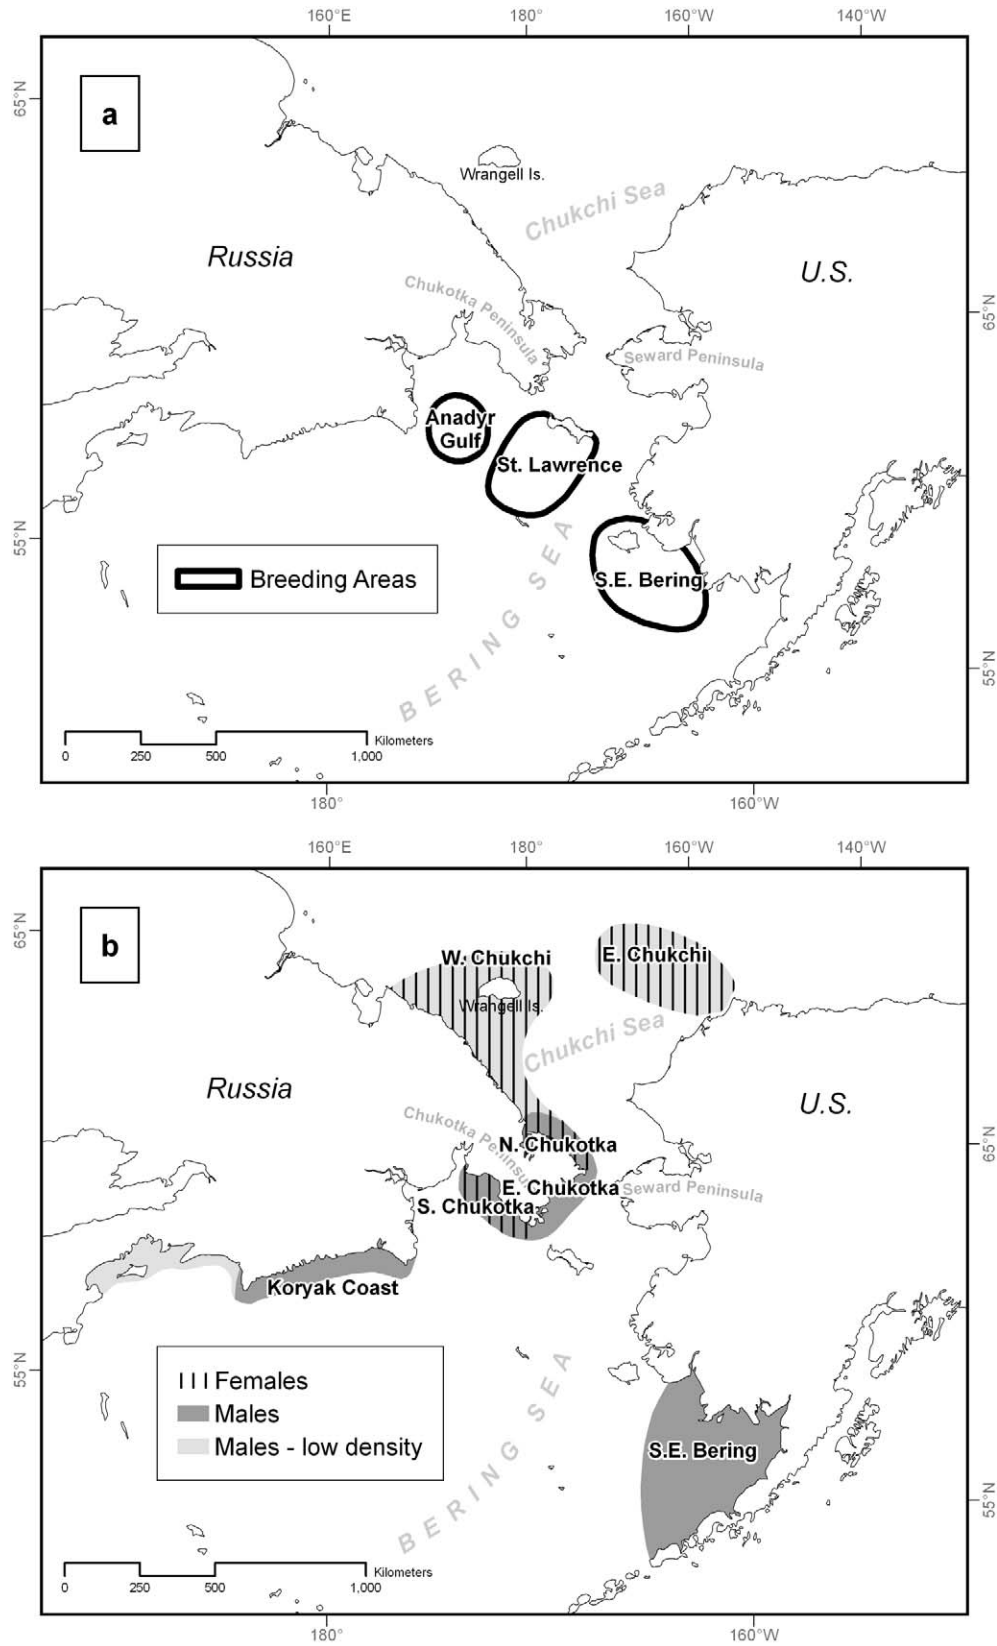 160°E 180° 160°W 140°W
65°N
a
Wrangell Is.
Chukchi Sea
Russia
U.S.
Chukotka Peninsula
65°N
Seward Peninsula
Anadyr
Gulf
St. Lawrence
55°N
S.E. Bering
Breeding Areas
BERING SEA
55°N
0 250 500 1,000 Kilometers
180° 160°W
160°E 180° 160°W 140°W
65°N
b
W. Chukchi
E. Chukchi
Wrangell Is.
Chukchi Sea
Russia
U.S.
Chukotka Peninsula
N. Chukotka
65°N
E. Chukotka
Seward Peninsula
S. Chukotka
Koryak Coast
55°N
Females
Males
Males - low density
BERING SEA
S.E. Bering
55°N
0 250 500 1,000 Kilometers
180° 160°W